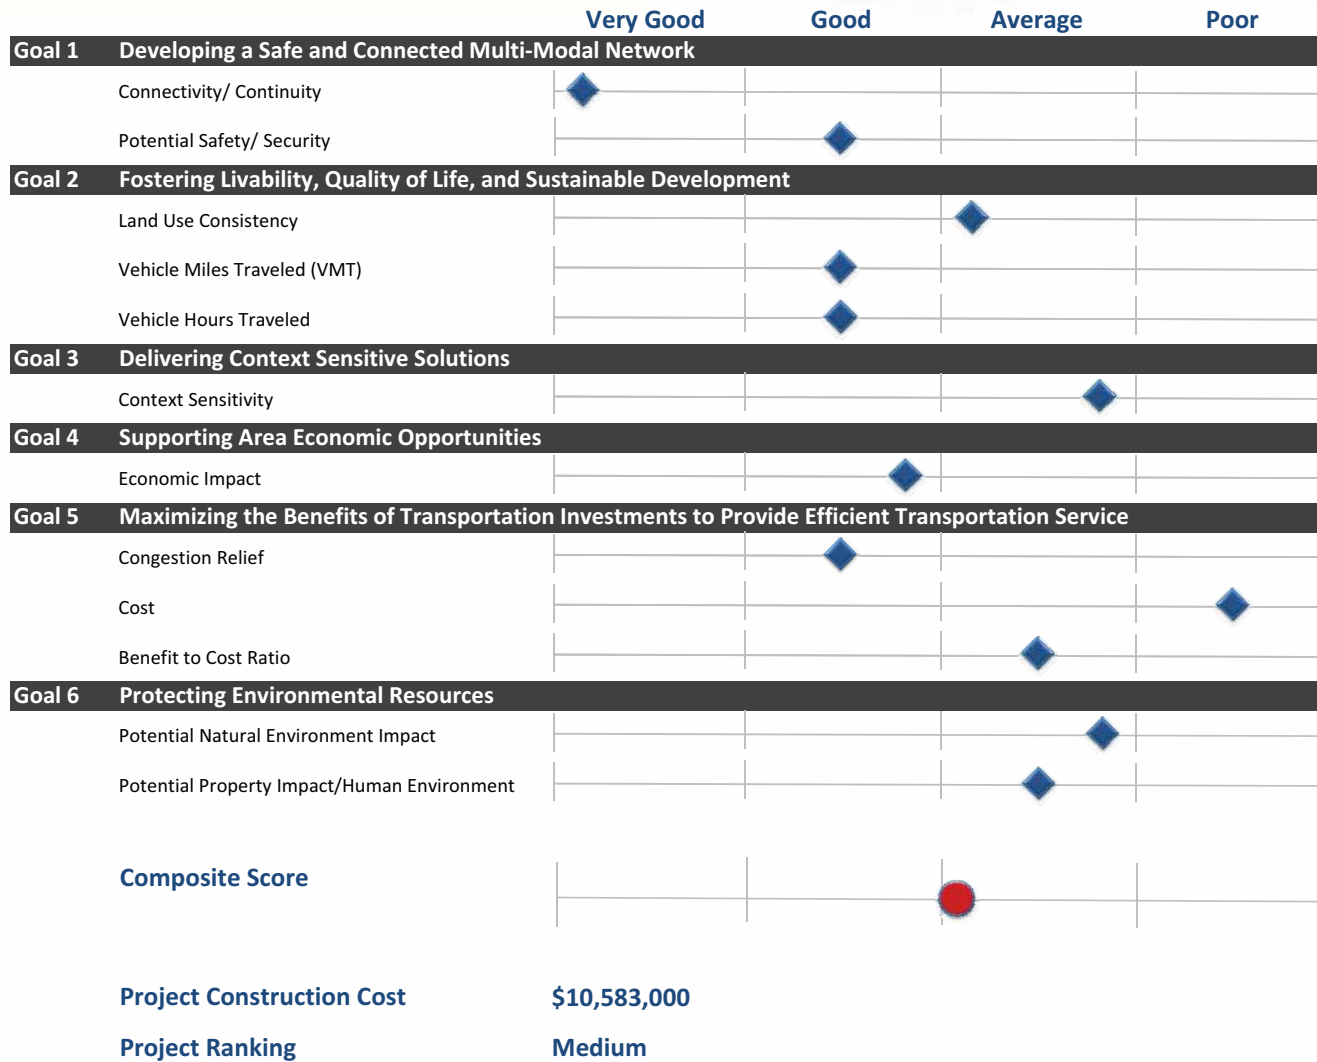 Very Good Good Average Poor
Goal 1 Developing a Safe and Connected Multi-Modal Network
Connectivity/ Continuity
Potential Safety/ Security
Goal 2 Fostering Livability, Quality of Life, and Sustainable Development
Land Use Consistency
Vehicle Miles Traveled (VMT)
Vehicle Hours Traveled
Goal 3 Delivering Context Sensitive Solutions
Context Sensitivity
Goal 4 Supporting Area Economic Opportunities
Economic Impact
Goal 5 Maximizing the Benefits of Transportation Investments to Provide Efficient Transportation Service
Congestion Relief
Cost
Benefit to Cost Ratio
Goal 6 Protecting Environmental Resources
Potential Natural Environment Impact
Potential Property Impact/Human Environment
Composite Score
Project Construction Cost $10,583,000
Project Ranking Medium